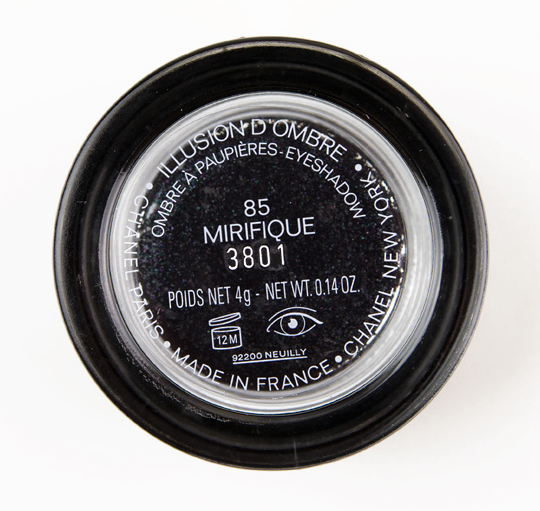 ILLUSION D'OMBRE
OMBRE À PAUPIÈRES - EYESHADOW
85
MIRIFIQUE
3801
POIDS NET 4g - NET WT. 0.14 OZ.
12 M
92200 NEUILLY
CHANEL PARIS • MADE IN FRANCE • CHANEL NEW YORK •